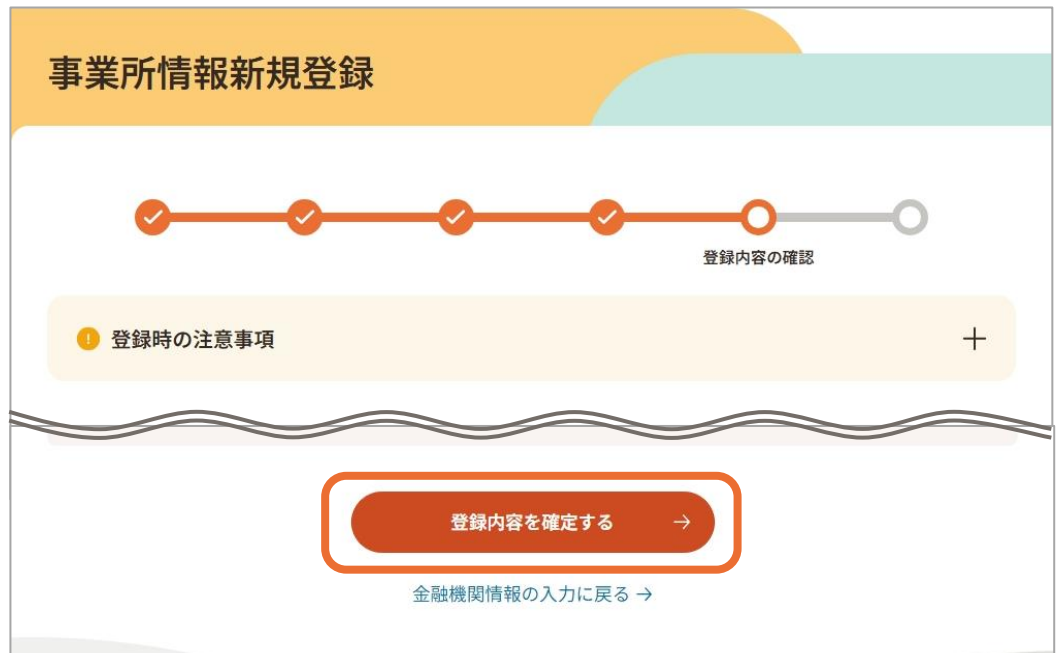 事業所情報新規登録
登録内容の確認
登録時の注意事項
登録内容を確定する
金融機関情報の入力に戻る